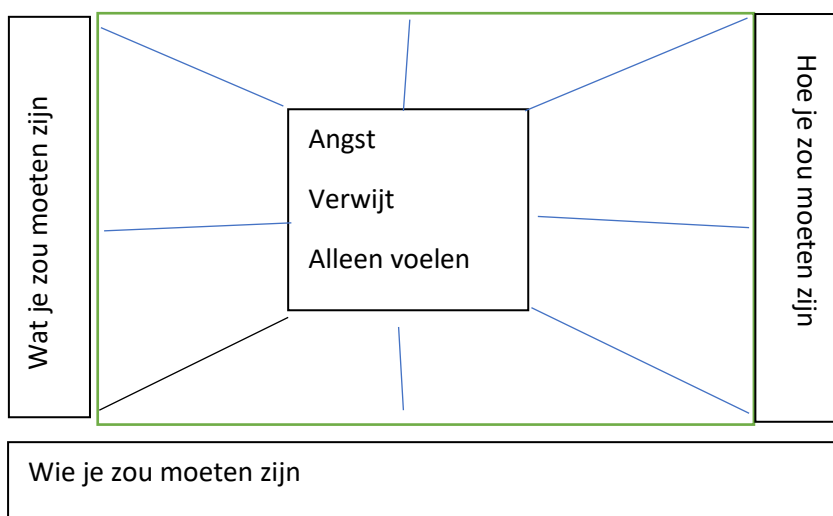 Wat je zou moeten zijn
Angst
Verwijt
Alleen voelen
Hoe je zou moeten zijn
Wie je zou moeten zijn